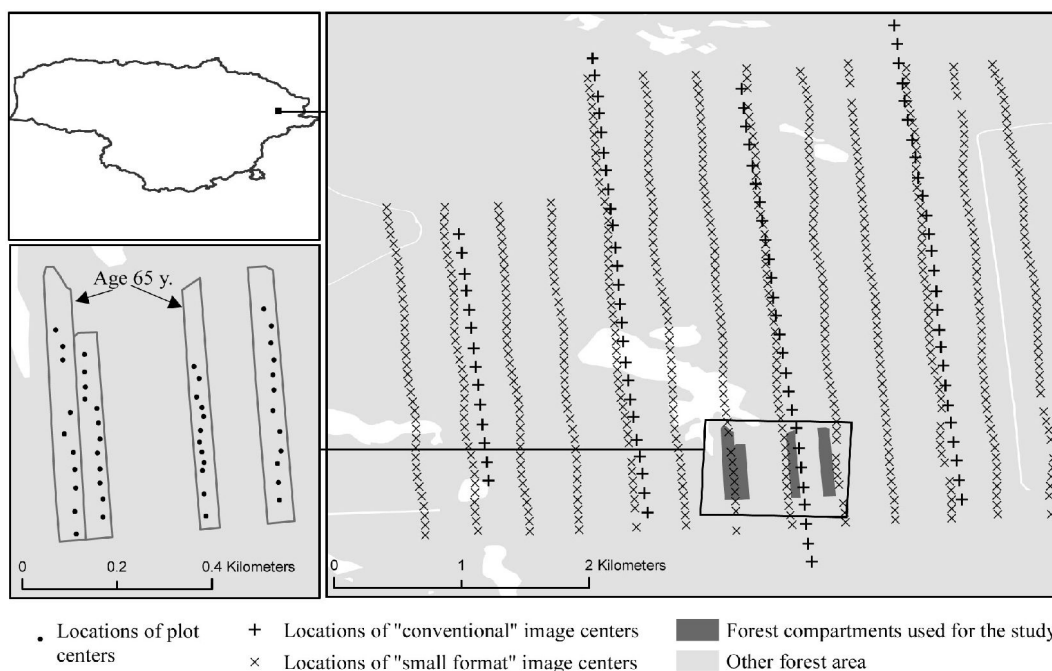 Age 65 y.
0 0.2 0.4 Kilometers
0 1 2 Kilometers
Locations of plot
centers
Locations of "conventional" image centers
Locations of "small format" image centers
Forest compartments used for the study
Other forest area